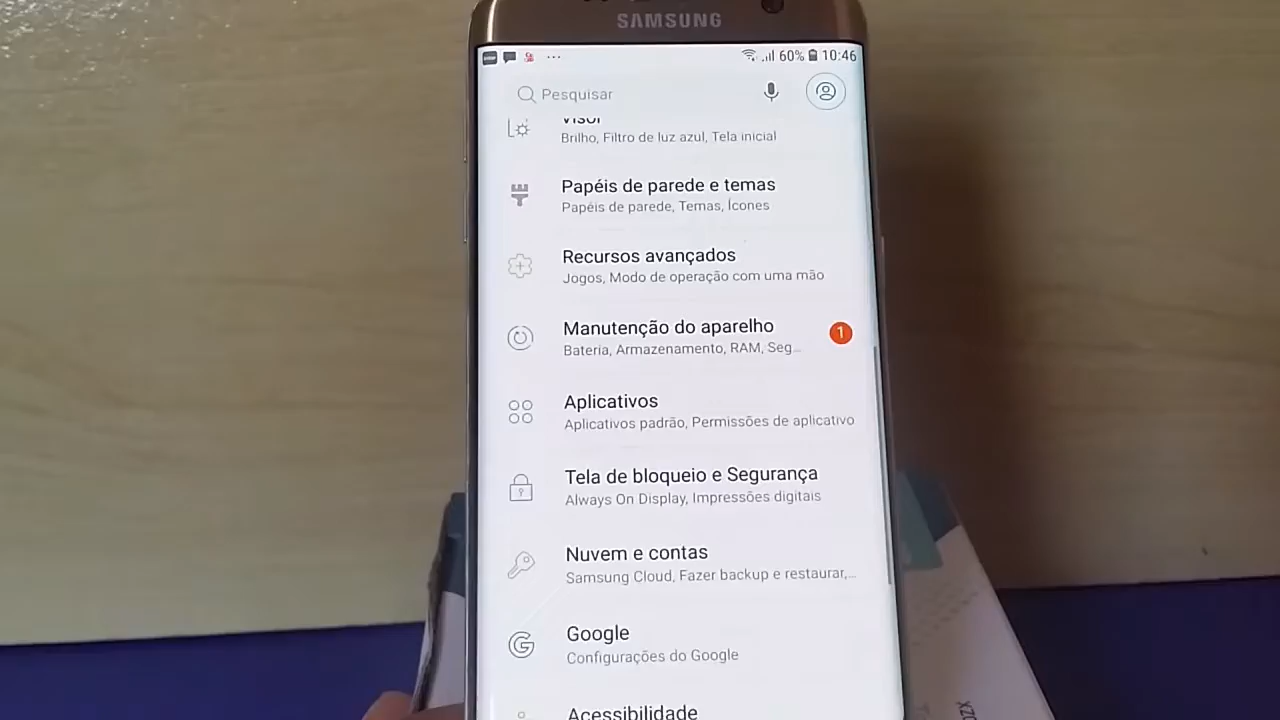 SAMSUNG
60% 10:46
Pesquisar
Visor
Brilho, Filtro de luz azul, Tela inicial
Papéis de parede e temas
Papéis de parede, Temas, Ícones
Recursos avançados
Jogos, Modo de operação com uma mão
Manutenção do aparelho
1
Bateria, Armazenamento, RAM, Seg...
Aplicativos
Aplicativos padrão, Permissões de aplicativo
Tela de bloqueio e Segurança
Always On Display, Impressões digitais
Nuvem e contas
Samsung Cloud, Fazer backup e restaurar,...
Google
Configurações do Google
Acessibilidade